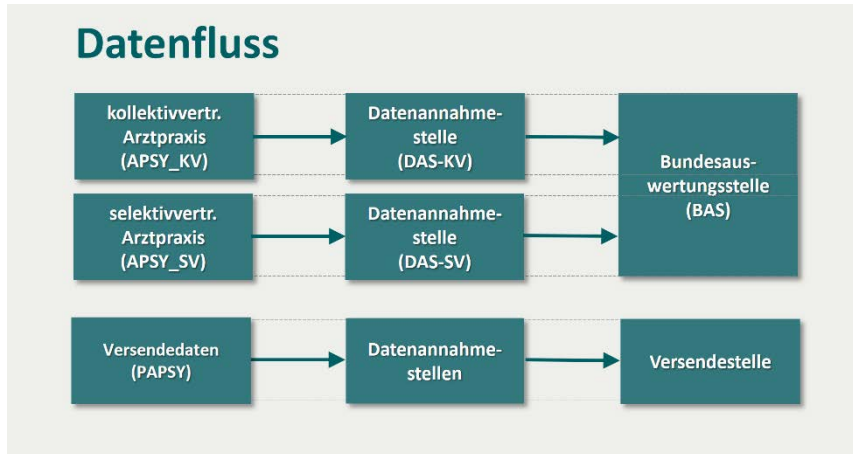 Datenfluss
kollektivvertr.
Arztpraxis
(APSY_KV)
Datenannahme-
stelle
(DAS-KV)
Bundesaus-
wertungsstelle
(BAS)
selektivvertr.
Arztpraxis
(APSY_SV)
Datenannahme-
stelle
(DAS-SV)
Versendedaten
(PAPSY)
Datenannahme-
stellen
Versendestelle